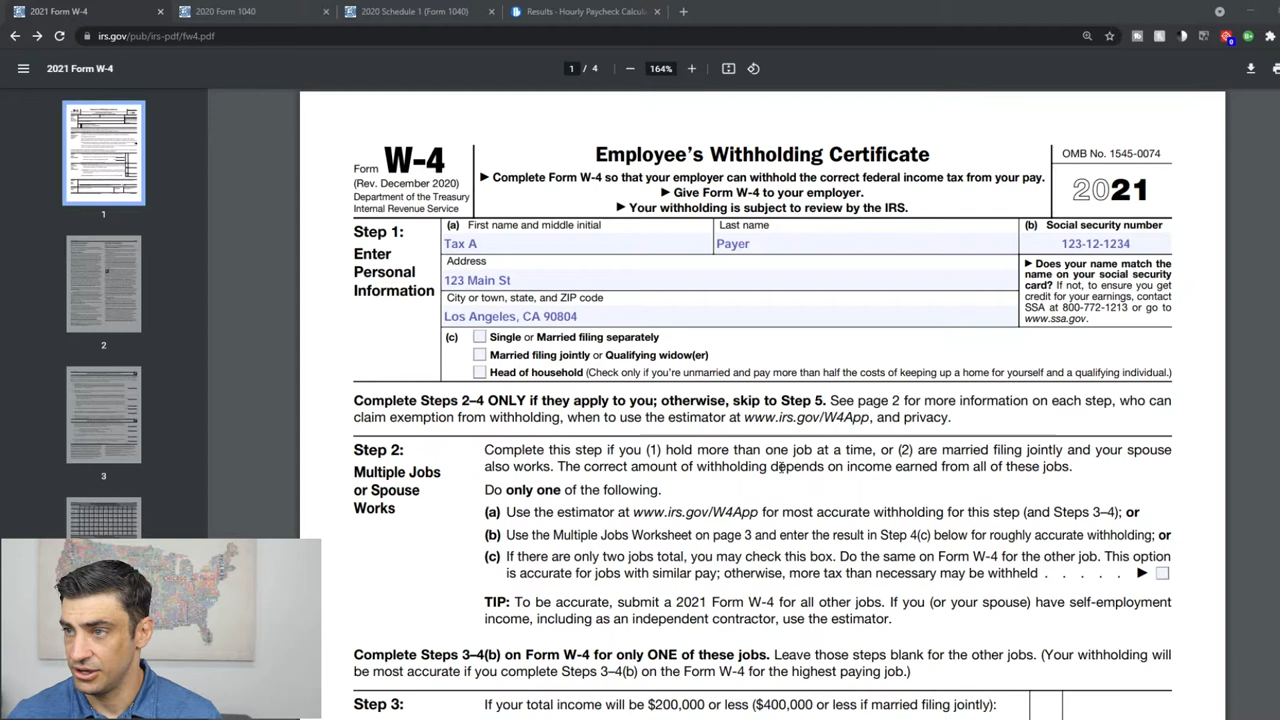 2021 Form W-4
2020 Form 1040
2020 Schedule 1 (Form 1040)
Results - Hourly Paycheck Calcul
irs.gov/pub/irs-pdf/fw4.pdf
2021 Form W-4
1 / 4
164%
Form W-4
(Rev. December 2020)
Department of the Treasury
Internal Revenue Service
Employee's Withholding Certificate
▶ Complete Form W-4 so that your employer can withhold the correct federal income tax from your pay.
▶ Give Form W-4 to your employer.
▶ Your withholding is subject to review by the IRS.
OMB No. 1545-0074
2021
Step 1:
Enter
Personal
Information
(a) First name and middle initial
Tax A
Last name
Payer
(b) Social security number
123-12-1234
Address
123 Main St
City or town, state, and ZIP code
Los Angeles, CA 90804
▶ Does your name match the
name on your social security
card? If not, to ensure you get
credit for your earnings, contact
SSA at 800-772-1213 or go to
www.ssa.gov.
(c) Single or Married filing separately
Married filing jointly or Qualifying widow(er)
Head of household (Check only if you're unmarried and pay more than half the costs of keeping up a home for yourself and a qualifying individual.)
Complete Steps 2–4 ONLY if they apply to you; otherwise, skip to Step 5. See page 2 for more information on each step, who can
claim exemption from withholding, when to use the estimator at www.irs.gov/W4App, and privacy.
Step 2:
Multiple Jobs
or Spouse
Works
Complete this step if you (1) hold more than one job at a time, or (2) are married filing jointly and your spouse
also works. The correct amount of withholding depends on income earned from all of these jobs.
Do only one of the following.
(a) Use the estimator at www.irs.gov/W4App for most accurate withholding for this step (and Steps 3–4); or
(b) Use the Multiple Jobs Worksheet on page 3 and enter the result in Step 4(c) below for roughly accurate withholding; or
(c) If there are only two jobs total, you may check this box. Do the same on Form W-4 for the other job. This option
is accurate for jobs with similar pay; otherwise, more tax than necessary may be withheld . . . . . ▶
TIP: To be accurate, submit a 2021 Form W-4 for all other jobs. If you (or your spouse) have self-employment
income, including as an independent contractor, use the estimator.
Complete Steps 3–4(b) on Form W-4 for only ONE of these jobs. Leave those steps blank for the other jobs. (Your withholding will
be most accurate if you complete Steps 3–4(b) on the Form W-4 for the highest paying job.)
Step 3:
If your total income will be $200,000 or less ($400,000 or less if married filing jointly):
1
2
3